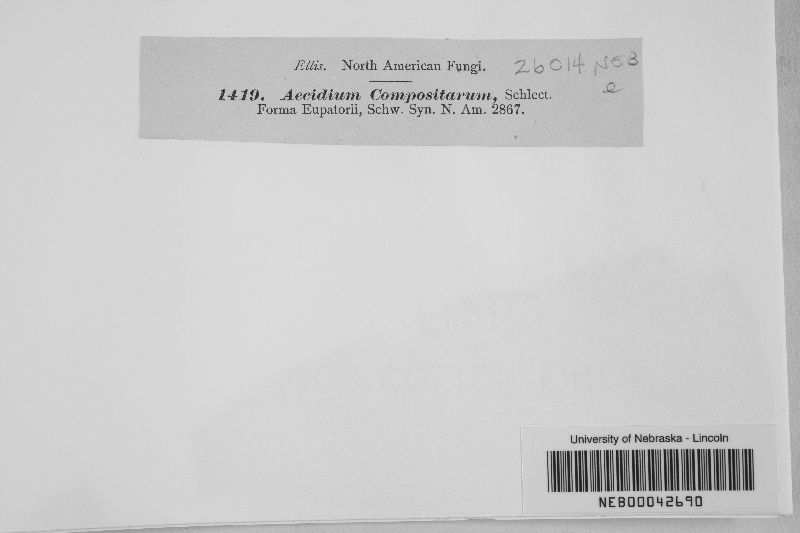 Ellis. North American Fungi. 26014 NEB
e
1419. Aecidium Compositarum, Schlect.
Forma Eupatorii, Schw. Syn. N. Am. 2867.
University of Nebraska - Lincoln
NEB00042690